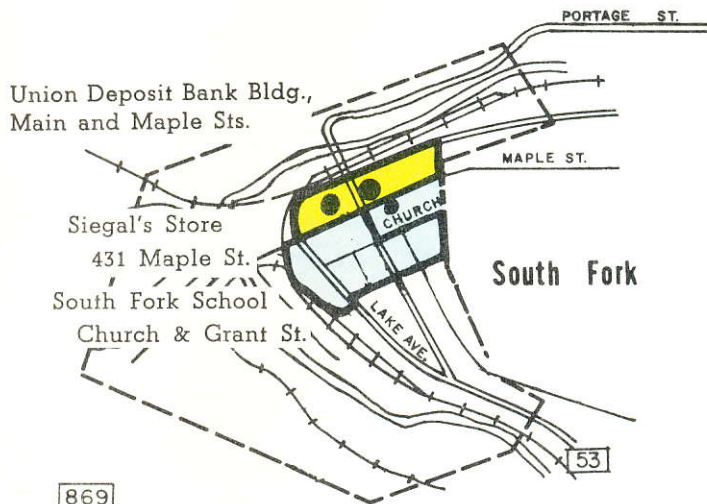 PORTAGE ST.
Union Deposit Bank Bldg.,
Main and Maple Sts.
MAPLE ST.
Siegal's Store
431 Maple St.
CHURCH
South Fork
South Fork School
Church & Grant St.
LAKE AVE.
53
869